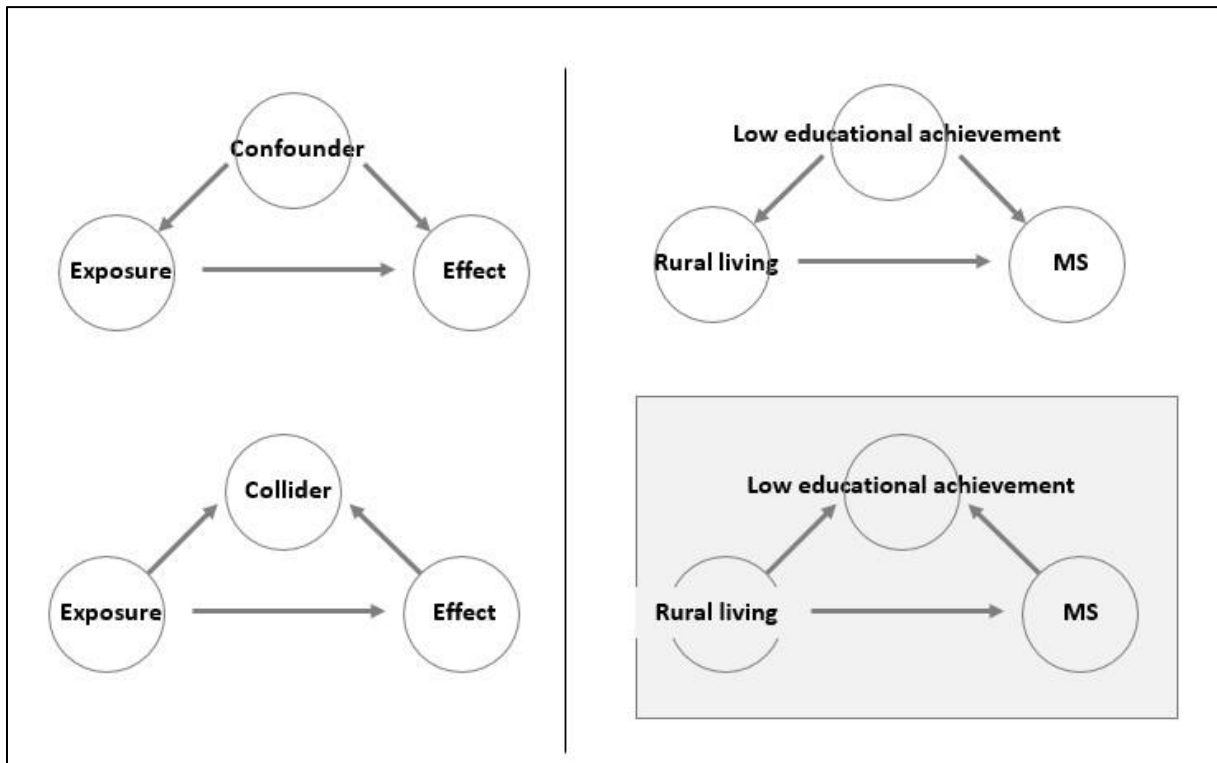 Confounder
Exposure
Effect
Low educational achievement
Rural living
MS
Collider
Exposure
Effect
Low educational achievement
Rural living
MS